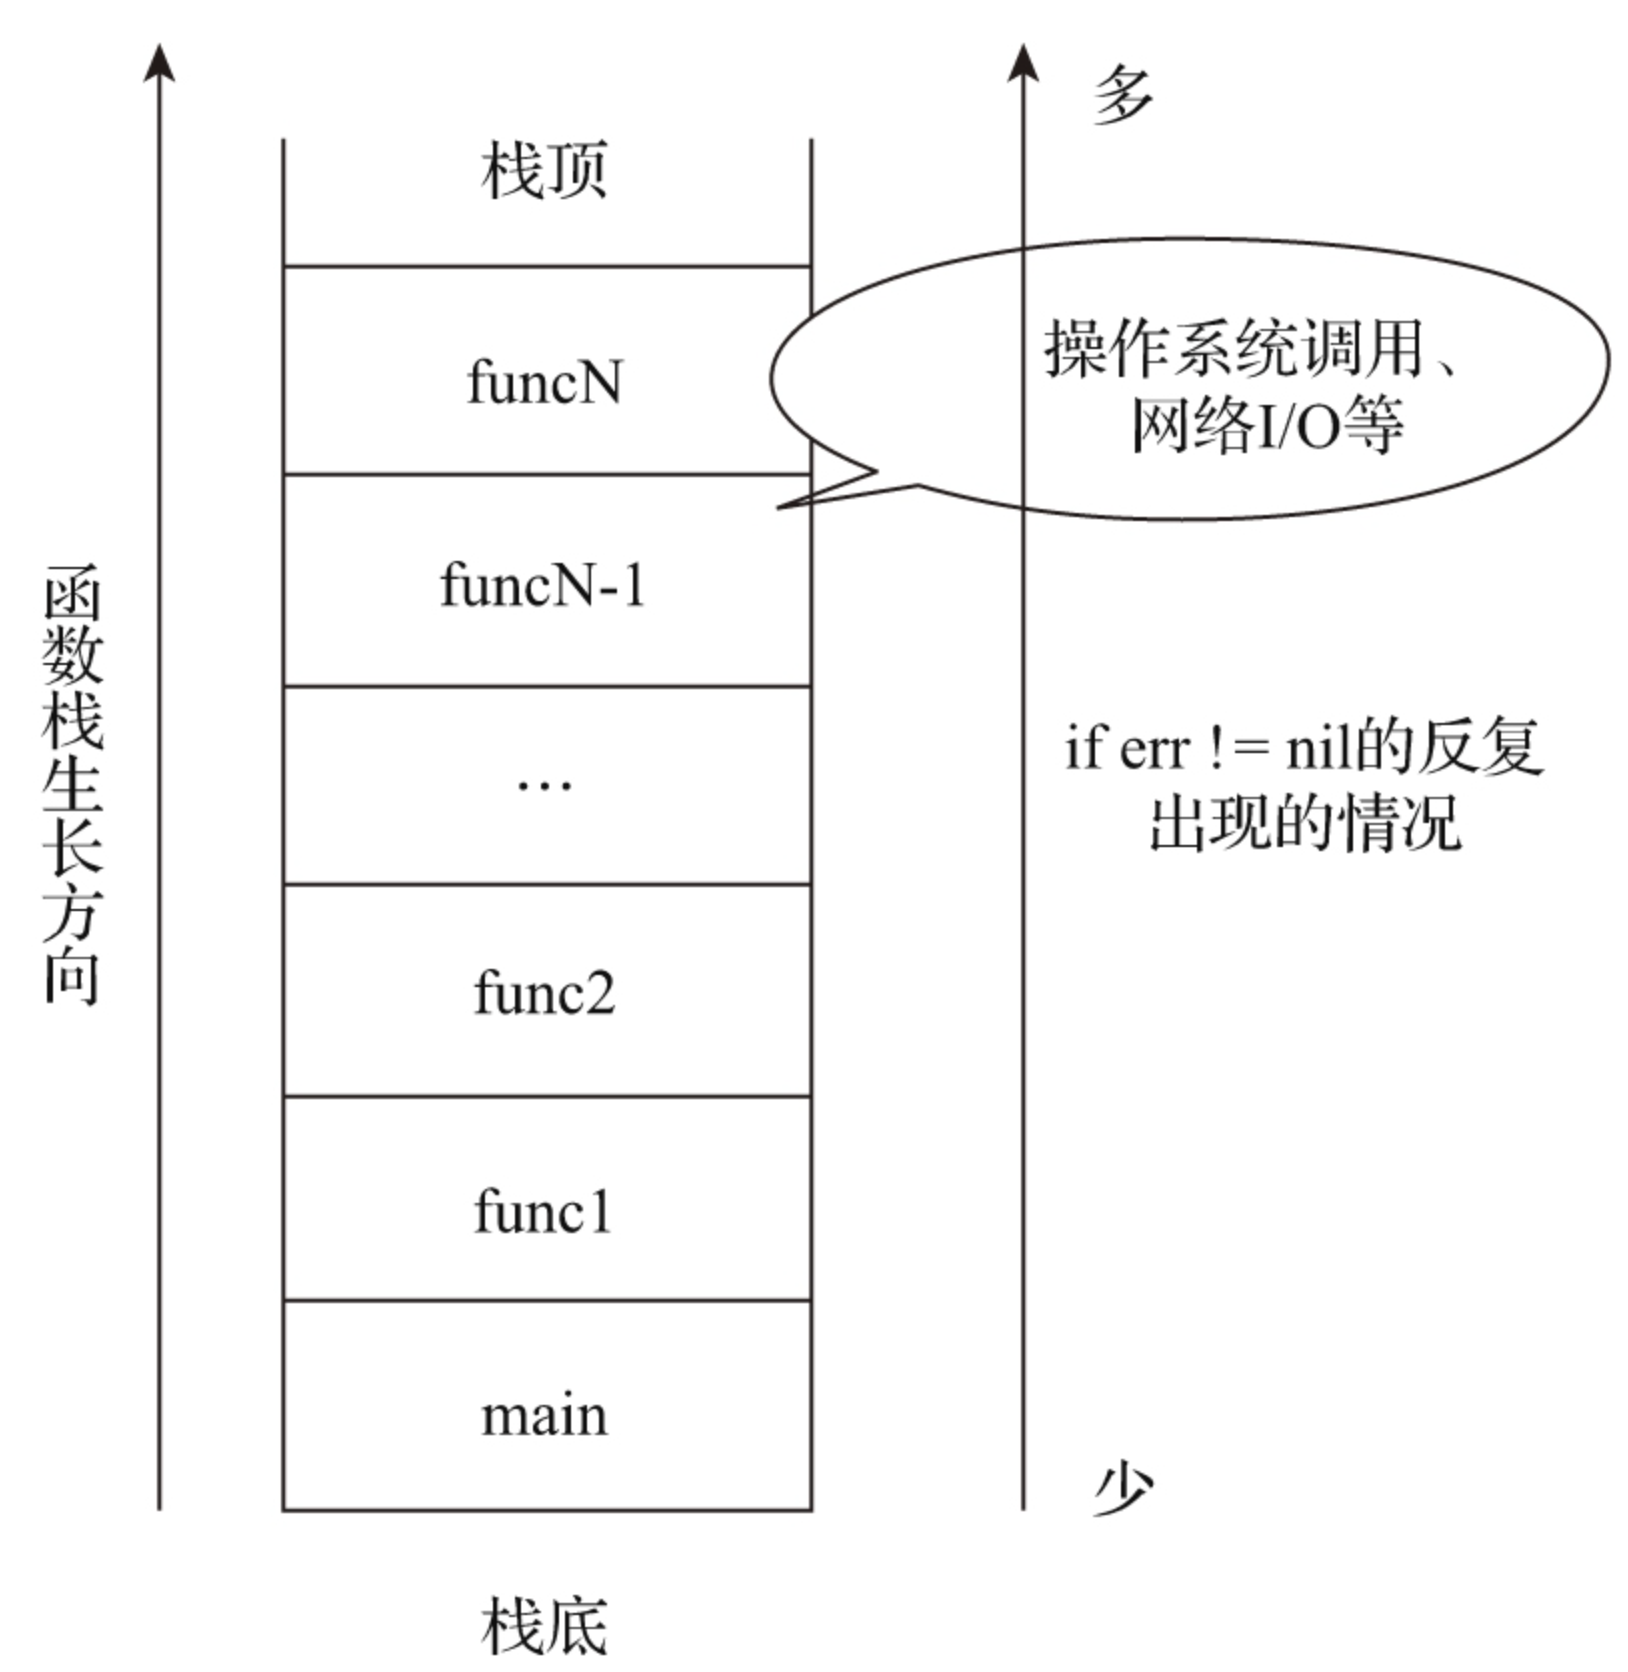 多
栈顶
操作系统调用、
网络I/O等
funcN
funcN-1
函数栈生长方向
if err != nil的反复
出现的情况
…
func2
func1
main
少
栈底